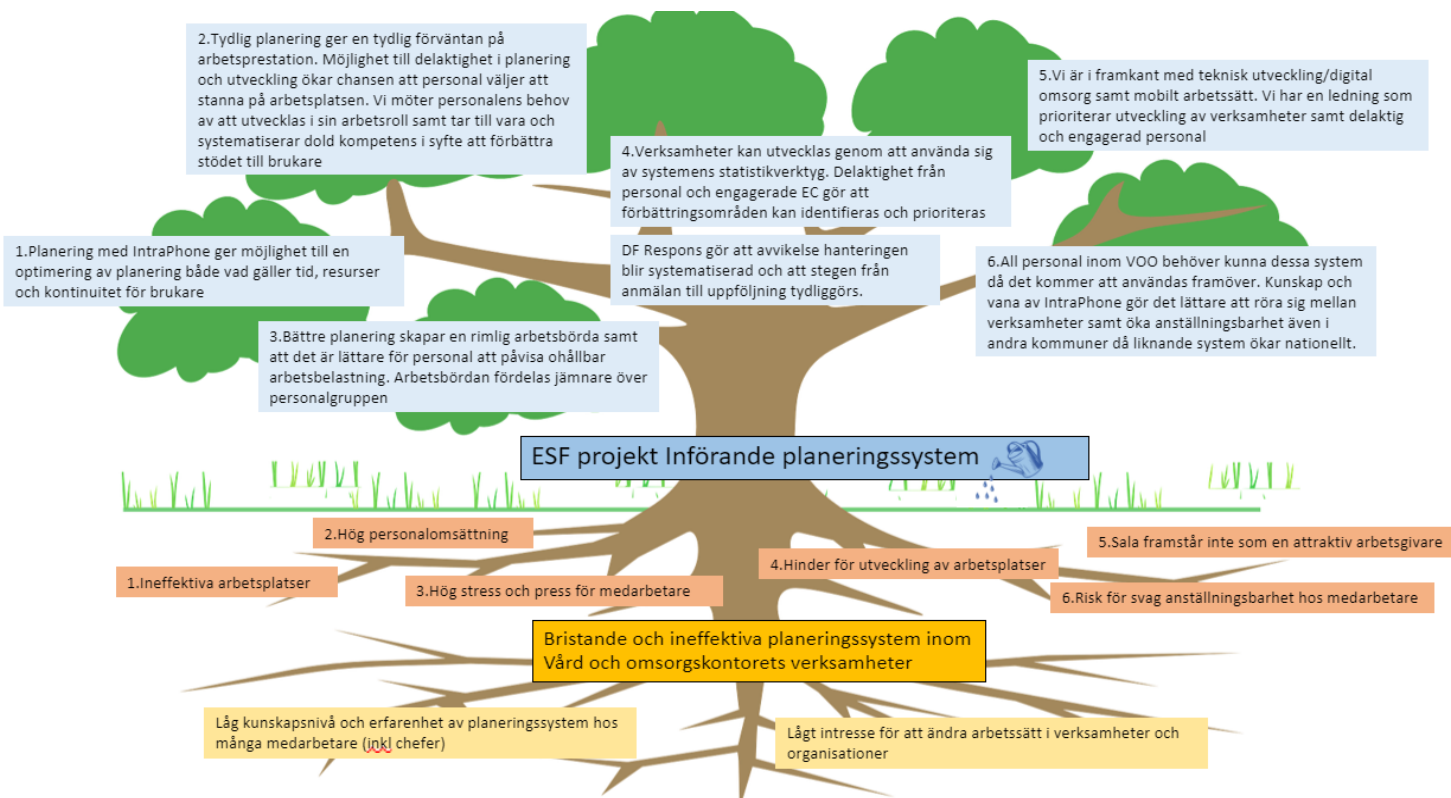 2.Tydlig planering ger en tydlig förväntan på
arbetsprestation. Möjlighet till delaktighet i planering
och utveckling ökar chansen att personal väljer att
stanna på arbetsplatsen. Vi möter personalens behov
av att utvecklas i sin arbetsroll samt tar till vara och
systematiserar dold kompetens i syfte att förbättra
stödet till brukare
5.Vi är i framkant med teknisk utveckling/digital
omsorg samt mobilt arbetssätt. Vi har en ledning som
prioriterar utveckling av verksamheter samt delaktig
och engagerad personal
4.Verksamheter kan utvecklas genom att använda sig
av systemens statistikverktyg. Delaktighet från
personal och engagerade EC gör att
förbättringsområden kan identifieras och prioriteras
1.Planering med IntraPhone ger möjlighet till en
optimering av planering både vad gäller tid, resurser
och kontinuitet för brukare
DF Respons gör att avvikelse hanteringen
blir systematiserad och att stegen från
anmälan till uppföljning tydliggörs.
6.All personal inom VOO behöver kunna dessa system
då det kommer att användas framöver. Kunskap och
vana av IntraPhone gör det lättare att röra sig mellan
verksamheter samt öka anställningsbarhet även i
andra kommuner då liknande system ökar nationellt.
3.Bättre planering skapar en rimlig arbetsbörda samt
att det är lättare för personal att påvisa ohållbar
arbetsbelastning. Arbetsbördan fördelas jämnare över
personalgruppen
ESF projekt Införande planeringssystem
2.Hög personalomsättning
5.Sala framstår inte som en attraktiv arbetsgivare
4.Hinder för utveckling av arbetsplatser
1.Ineffektiva arbetsplatser
3.Hög stress och press för medarbetare
6.Risk för svag anställningsbarhet hos medarbetare
Bristande och ineffektiva planeringssystem inom
Vård och omsorgskontorets verksamheter
Låg kunskapsnivå och erfarenhet av planeringssystem hos
många medarbetare (inkl chefer)
Lågt intresse för att ändra arbetssätt i verksamheter och
organisationer